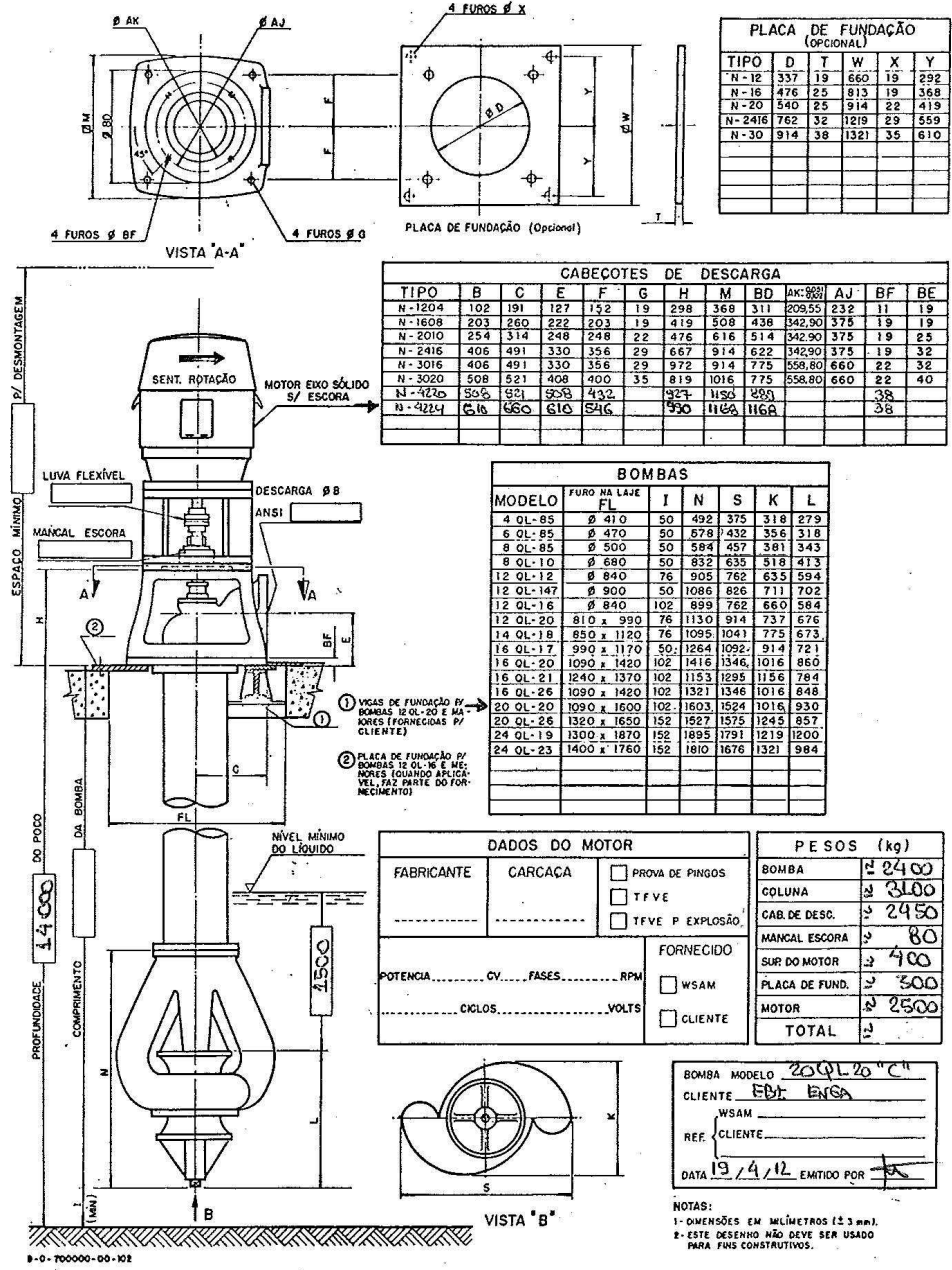 4 FUROS Ø X
Ø AK
Ø AJ
Ø M
Ø BD
45°
F
F
Ø D
Y
Y
Ø W
T
4 FUROS Ø BF
4 FUROS Ø G
VISTA "A-A"
PLACA DE FUNDAÇÃO (Opcional)
PLACA DE FUNDAÇÃO
(OPCIONAL)
TIPO D T W X Y
N-12 337 19 660 19 292
N-16 476 25 813 19 368
N-20 540 25 914 22 419
N-2416 762 32 1219 29 559
N-30 914 38 1321 35 610
CABEÇOTES DE DESCARGA
TIPO B C E F G H M BD AK AJ BF BE
N-1204 102 191 127 152 19 298 368 311 209,55 232 11 19
N-1608 203 260 222 203 19 419 508 438 342,90 375 19 19
N-2010 254 314 248 248 22 476 616 514 342,90 375 19 25
N-2416 406 491 330 356 29 667 914 622 342,90 375 19 32
N-3016 406 491 330 356 29 972 914 775 558,80 660 22 32
N-3020 508 521 408 400 35 819 1016 775 558,80 660 22 40
N-4220 508 521 508 432 927 1150 38
N-4224 610 660 610 546 990 1168 1168 38
ESPAÇO MÍNIMO P/ DESMONTAGEM
SENT. ROTAÇÃO
MOTOR EIXO SÓLIDO
S/ ESCORA
LUVA FLEXÍVEL
DESCARGA Ø B
ANSI
MANCAL ESCORA
A
A
H
BF
E
2
1
C
FL
BOMBAS
MODELO FURO NA LAJE FL I N S K L
4 QL-85 Ø 410 50 492 375 318 279
6 QL-85 Ø 470 50 578 432 356 318
8 QL-85 Ø 500 50 584 457 381 343
8 QL-10 Ø 680 50 832 635 518 413
12 QL-12 Ø 840 76 905 762 635 594
12 QL-147 Ø 900 50 1086 826 711 702
12 QL-16 Ø 840 102 899 762 660 584
12 QL-20 810 x 990 76 1130 914 737 676
14 QL-18 850 x 1120 76 1095 1041 775 673
16 QL-17 990 x 1170 50 1264 1092 914 721
16 QL-20 1090 x 1420 102 1416 1346 1016 860
16 QL-21 1240 x 1370 102 1153 1295 1156 784
16 QL-26 1090 x 1420 102 1321 1346 1016 848
20 QL-20 1090 x 1600 102 1603 1524 1016 930
20 QL-26 1320 x 1650 152 1527 1575 1245 857
24 QL-19 1300 x 1870 152 1895 1791 1219 1200
24 QL-23 1400 x 1760 152 1810 1676 1321 984
1 VIGAS DE FUNDAÇÃO P/
BOMBAS 12 QL-20 E MA-
IORES (FORNECIDAS P/
CLIENTE)
2 PLACA DE FUNDAÇÃO P/
BOMBAS 12 QL-16 E ME-
NORES (QUANDO APLICÁ-
VEL, FAZ PARTE DO FOR-
NECIMENTO)
NÍVEL MÍNIMO
DO LÍQUIDO
PROFUNDIDADE 14000 DO POCO
COMPRIMENTO DA BOMBA
1500
N
L
I (MIN)
B
DADOS DO MOTOR
FABRICANTE
CARCAÇA
PROVA DE PINGOS
TFVE
TFVE P EXPLOSÃO
POTENCIA CV FASES RPM
CICLOS VOLTS
FORNECIDO
WSAM
CLIENTE
PESOS (kg)
BOMBA 2400
COLUNA 3100
CAB. DE DESC. 2450
MANCAL ESCORA 80
SUP. DO MOTOR 400
PLACA DE FUND. 300
MOTOR 2500
TOTAL
K
S
VISTA "B"
BOMBA MODELO 20QL20 "C"
CLIENTE EBE ENGA
REF.
WSAM
CLIENTE
DATA 19/4/12 EMITIDO POR
NOTAS:
1- DIMENSÕES EM MILÍMETROS (± 3 mm).
2- ESTE DESENHO NÃO DEVE SER USADO
PARA FINS CONSTRUTIVOS.
B-0-700000-00-102